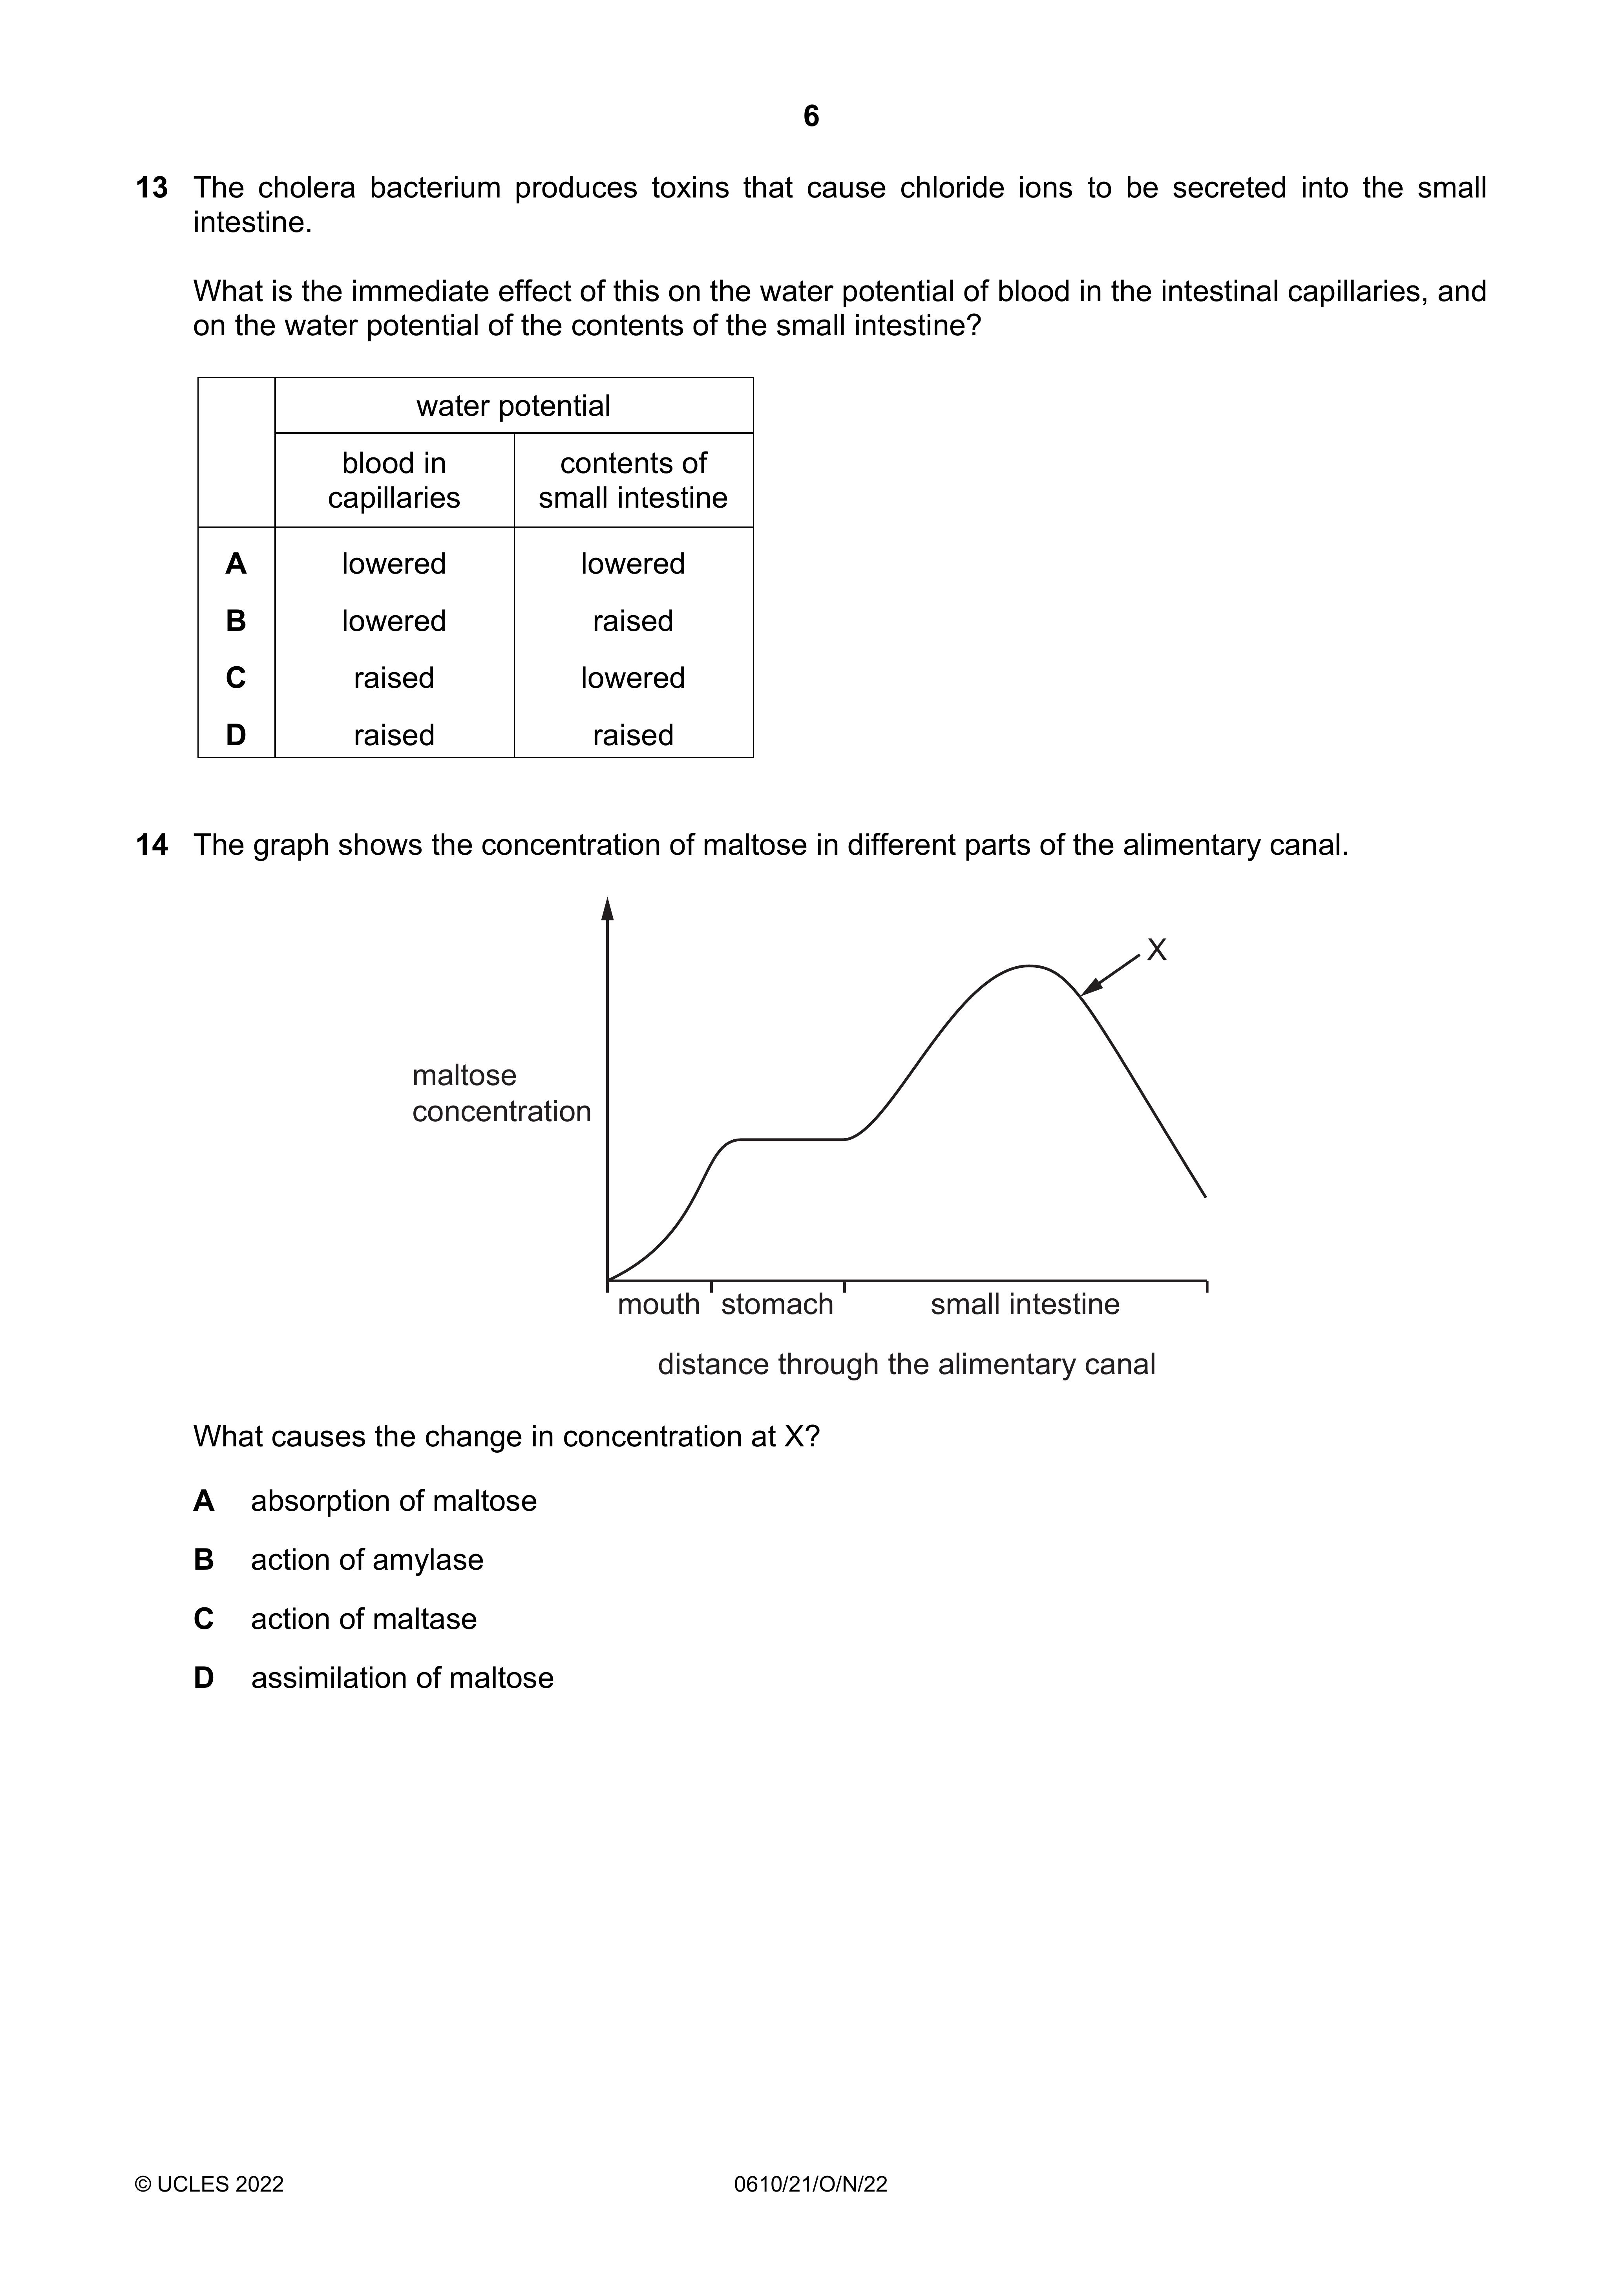 6
13 The cholera bacterium produces toxins that cause chloride ions to be secreted into the small
intestine.
What is the immediate effect of this on the water potential of blood in the intestinal capillaries, and
on the water potential of the contents of the small intestine?
water potential
blood in capillaries contents of small intestine
A lowered lowered
B lowered raised
C raised lowered
D raised raised
14 The graph shows the concentration of maltose in different parts of the alimentary canal.
X
maltose
concentration
mouth stomach small intestine
distance through the alimentary canal
What causes the change in concentration at X?
A absorption of maltose
B action of amylase
C action of maltase
D assimilation of maltose
© UCLES 2022 0610/21/O/N/22